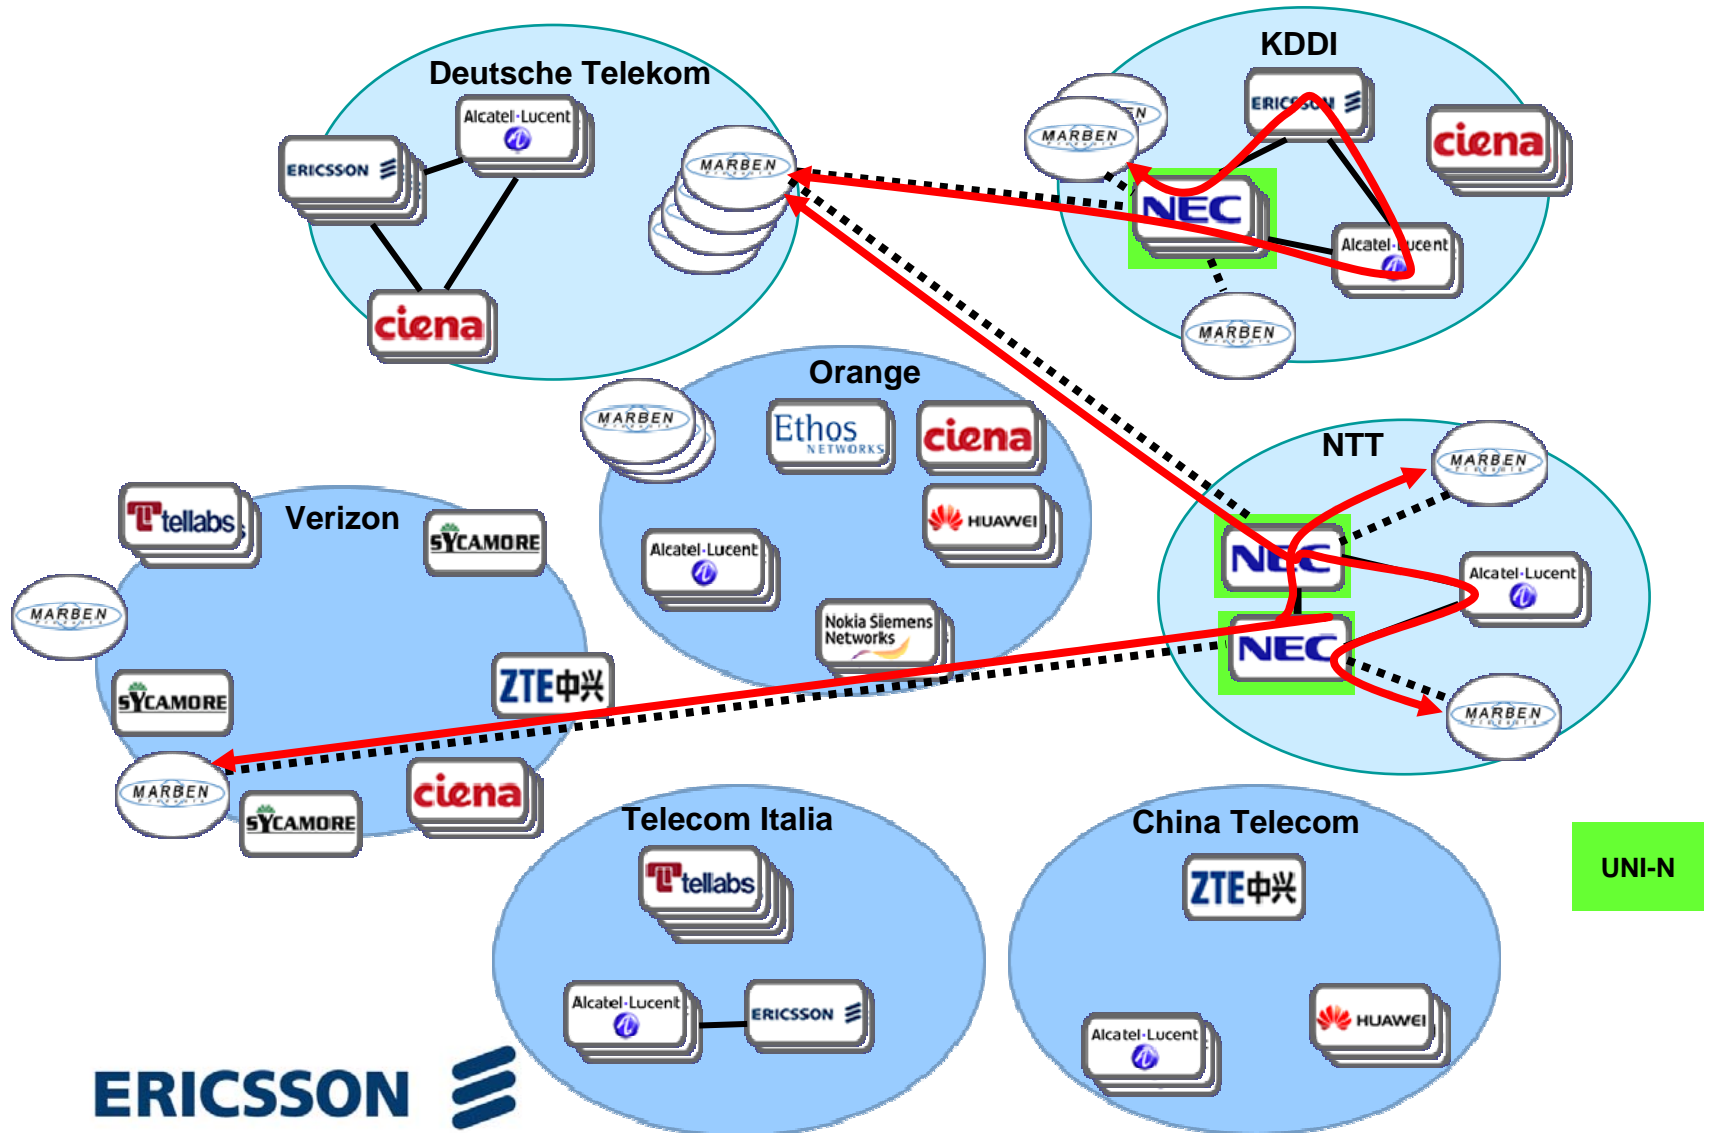 KDDI
Deutsche Telekom
Alcatel·Lucent
ERICSSON
MARBEN
ciena
ERICSSON
MARBEN
ciena
NEC
Alcatel·Lucent
MARBEN
Orange
MARBEN
Ethos
NETWORKS
ciena
NTT
MARBEN
HUAWEI
Verizon
tellabs
SYCAMORE
Alcatel·Lucent
NEC
Alcatel·Lucent
MARBEN
Nokia Siemens
Networks
NEC
SYCAMORE
ZTE中兴
MARBEN
MARBEN
ciena
SYCAMORE
Telecom Italia
China Telecom
tellabs
ZTE中兴
UNI-N
Alcatel·Lucent
ERICSSON
HUAWEI
Alcatel·Lucent
ERICSSON